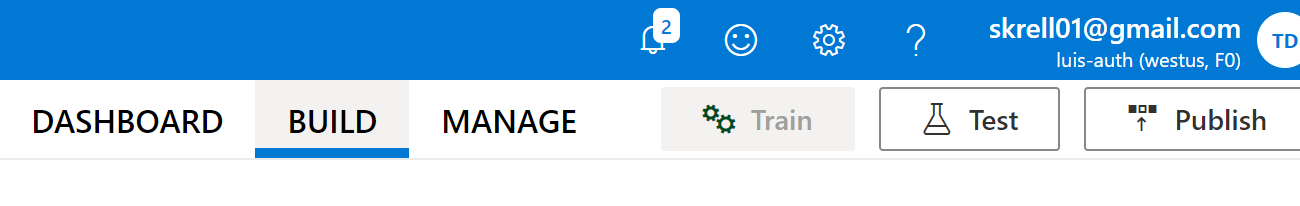 2
skrell01@gmail.com
luis-auth (westus, F0)
TD
DASHBOARD BUILD MANAGE Train Test Publish